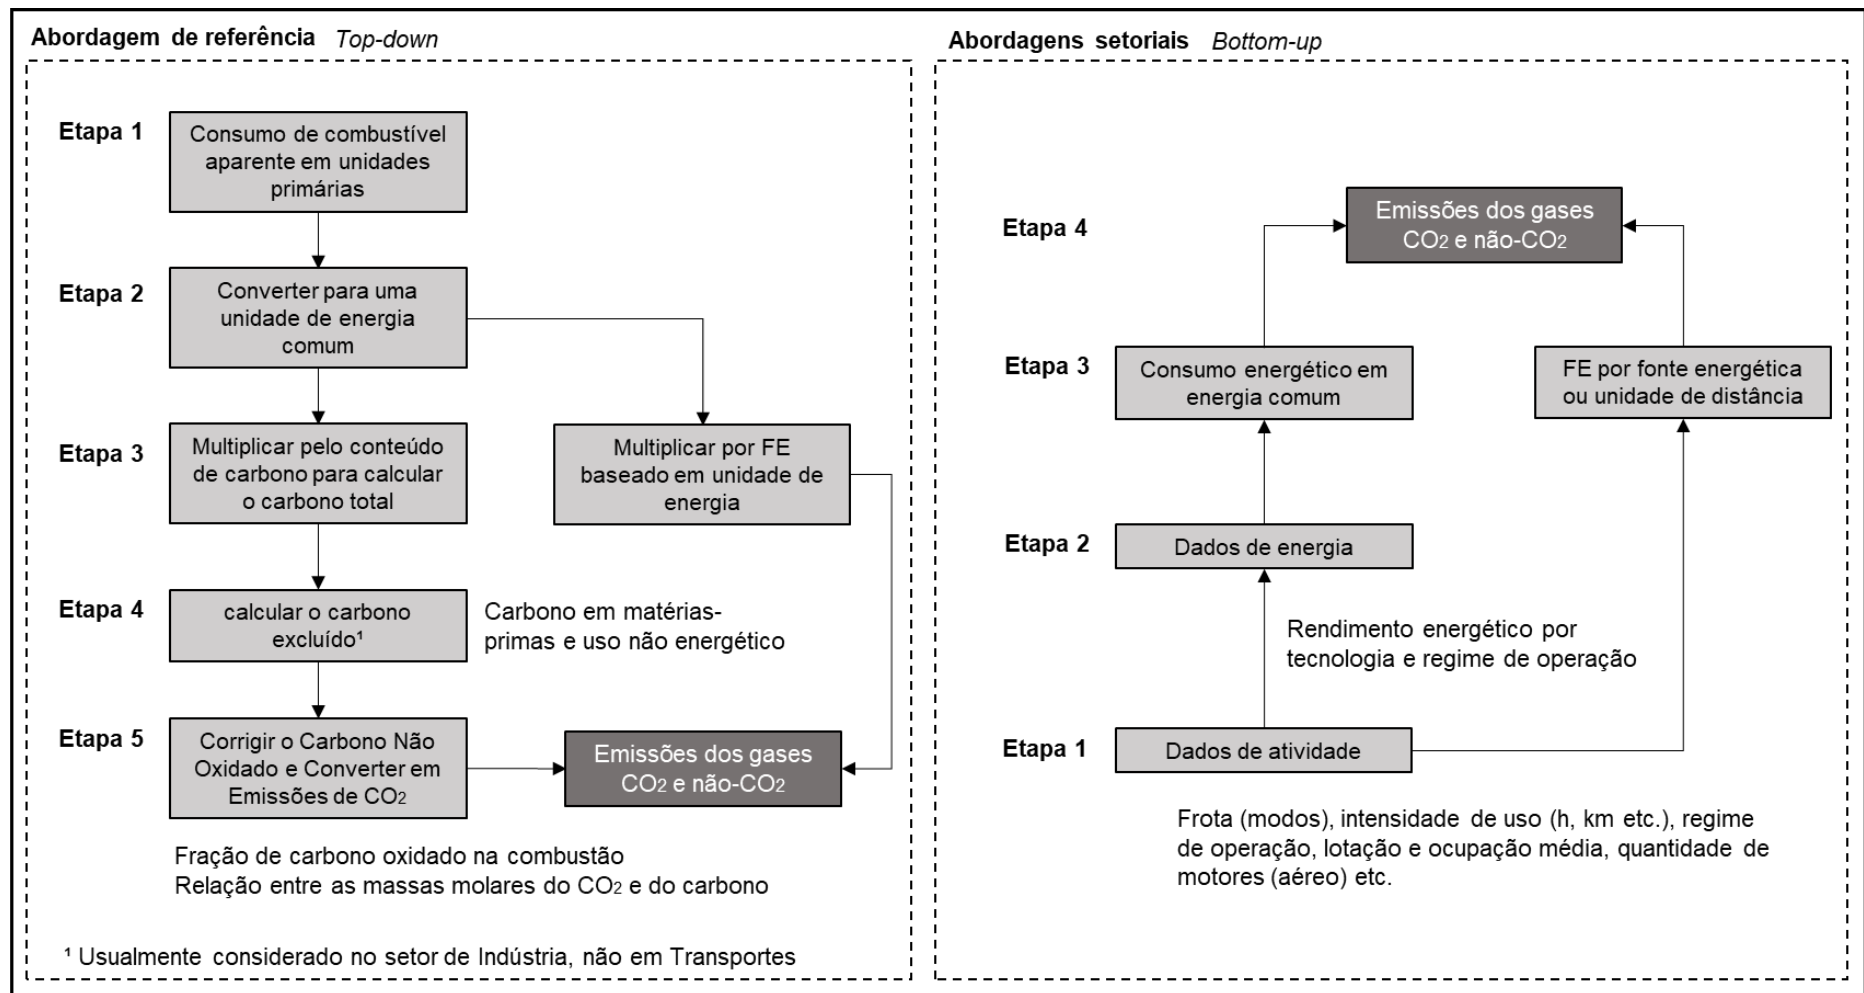 Abordagem de referência Top-down
Etapa 1
Consumo de combustível
aparente em unidades
primárias
Etapa 2
Converter para uma
unidade de energia
comum
Etapa 3
Multiplicar pelo conteúdo
de carbono para calcular
o carbono total
Multiplicar por FE
baseado em unidade de
energia
Etapa 4
calcular o carbono
excluído¹
Carbono em matérias-
primas e uso não energético
Etapa 5
Corrigir o Carbono Não
Oxidado e Converter em
Emissões de CO2
Emissões dos gases
CO2 e não-CO2
Fração de carbono oxidado na combustão
Relação entre as massas molares do CO2 e do carbono
¹ Usualmente considerado no setor de Indústria, não em Transportes
Abordagens setoriais Bottom-up
Etapa 4
Emissões dos gases
CO2 e não-CO2
Etapa 3
Consumo energético em
energia comum
FE por fonte energética
ou unidade de distância
Etapa 2
Dados de energia
Rendimento energético por
tecnologia e regime de operação
Etapa 1
Dados de atividade
Frota (modos), intensidade de uso (h, km etc.), regime
de operação, lotação e ocupação média, quantidade de
motores (aéreo) etc.